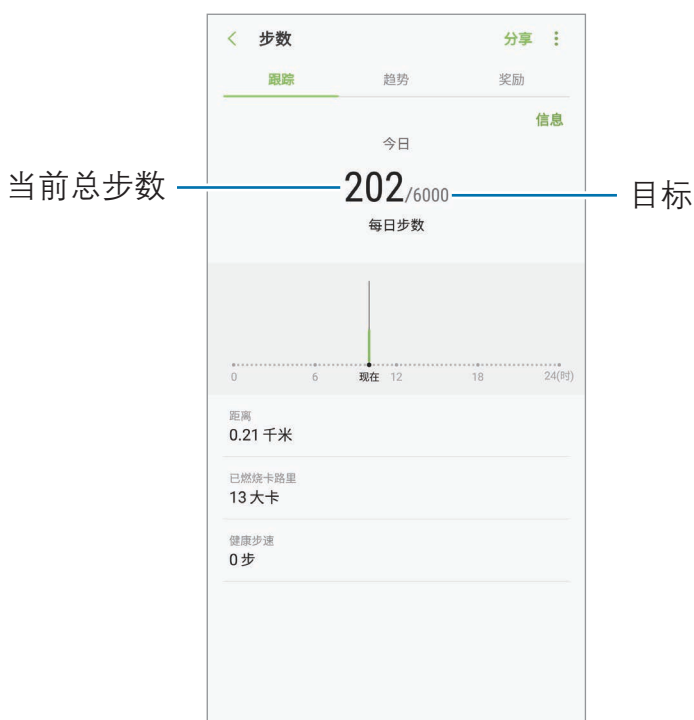 步数 分享
跟踪 趋势 奖励
信息
今日
当前总步数 202/6000 目标
每日步数
0 6 现在 12 18 24(时)
距离
0.21 千米
已燃烧卡路里
13 大卡
健康步速
0 步